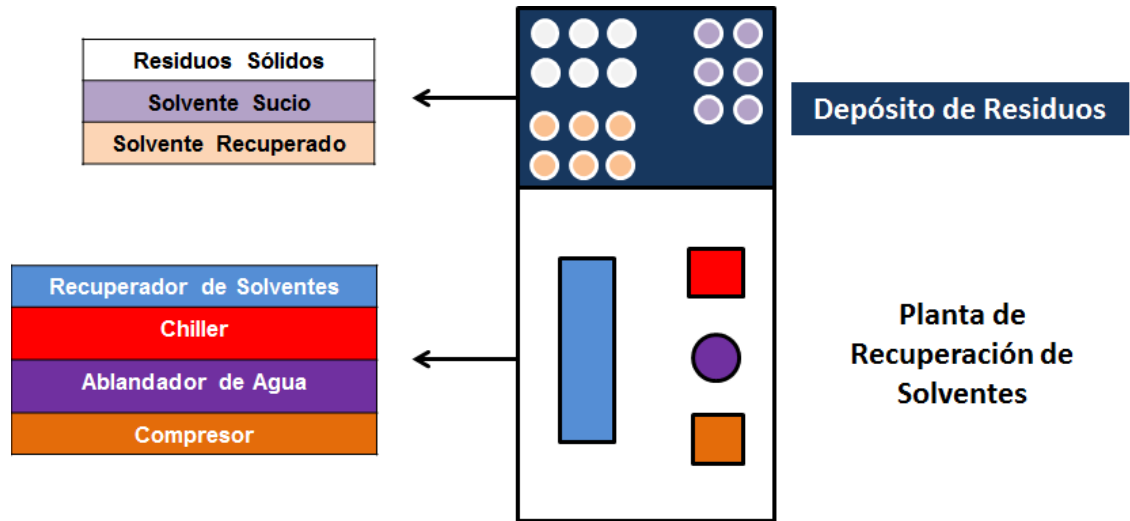 Residuos Sólidos
Solvente Sucio
Solvente Recuperado
Depósito de Residuos
Recuperador de Solventes
Chiller
Ablandador de Agua
Compresor
Planta de
Recuperación de
Solventes